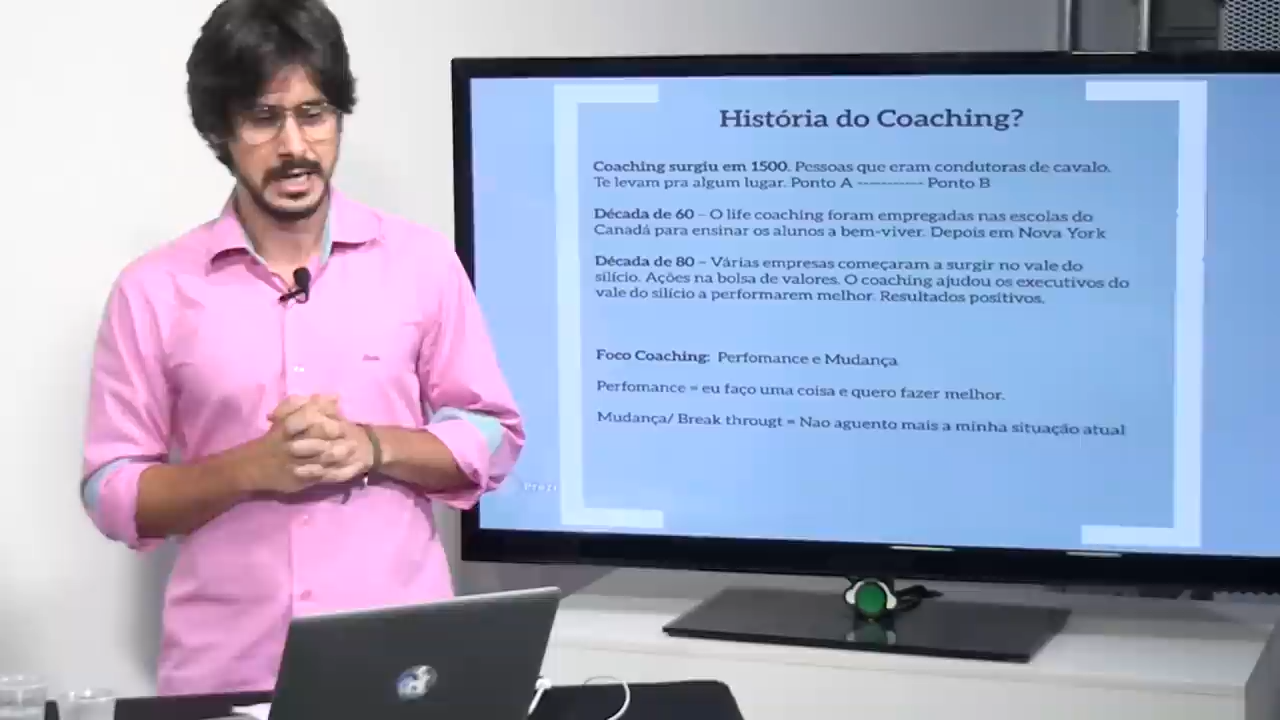 História do Coaching?
Coaching surgiu em 1500. Pessoas que eram condutoras de cavalo.
Te levam pra algum lugar. Ponto A ----------- Ponto B
Década de 60 – O life coaching foram empregadas nas escolas do
Canadá para ensinar os alunos a bem-viver. Depois em Nova York
Década de 80 – Várias empresas começaram a surgir no vale do
silício. Ações na bolsa de valores. O coaching ajudou os executivos do
vale do silício a performarem melhor. Resultados positivos.
Foco Coaching: Perfomance e Mudança
Perfomance = eu faço uma coisa e quero fazer melhor.
Mudança/ Break througt = Nao aguento mais a minha situação atual
Prezi